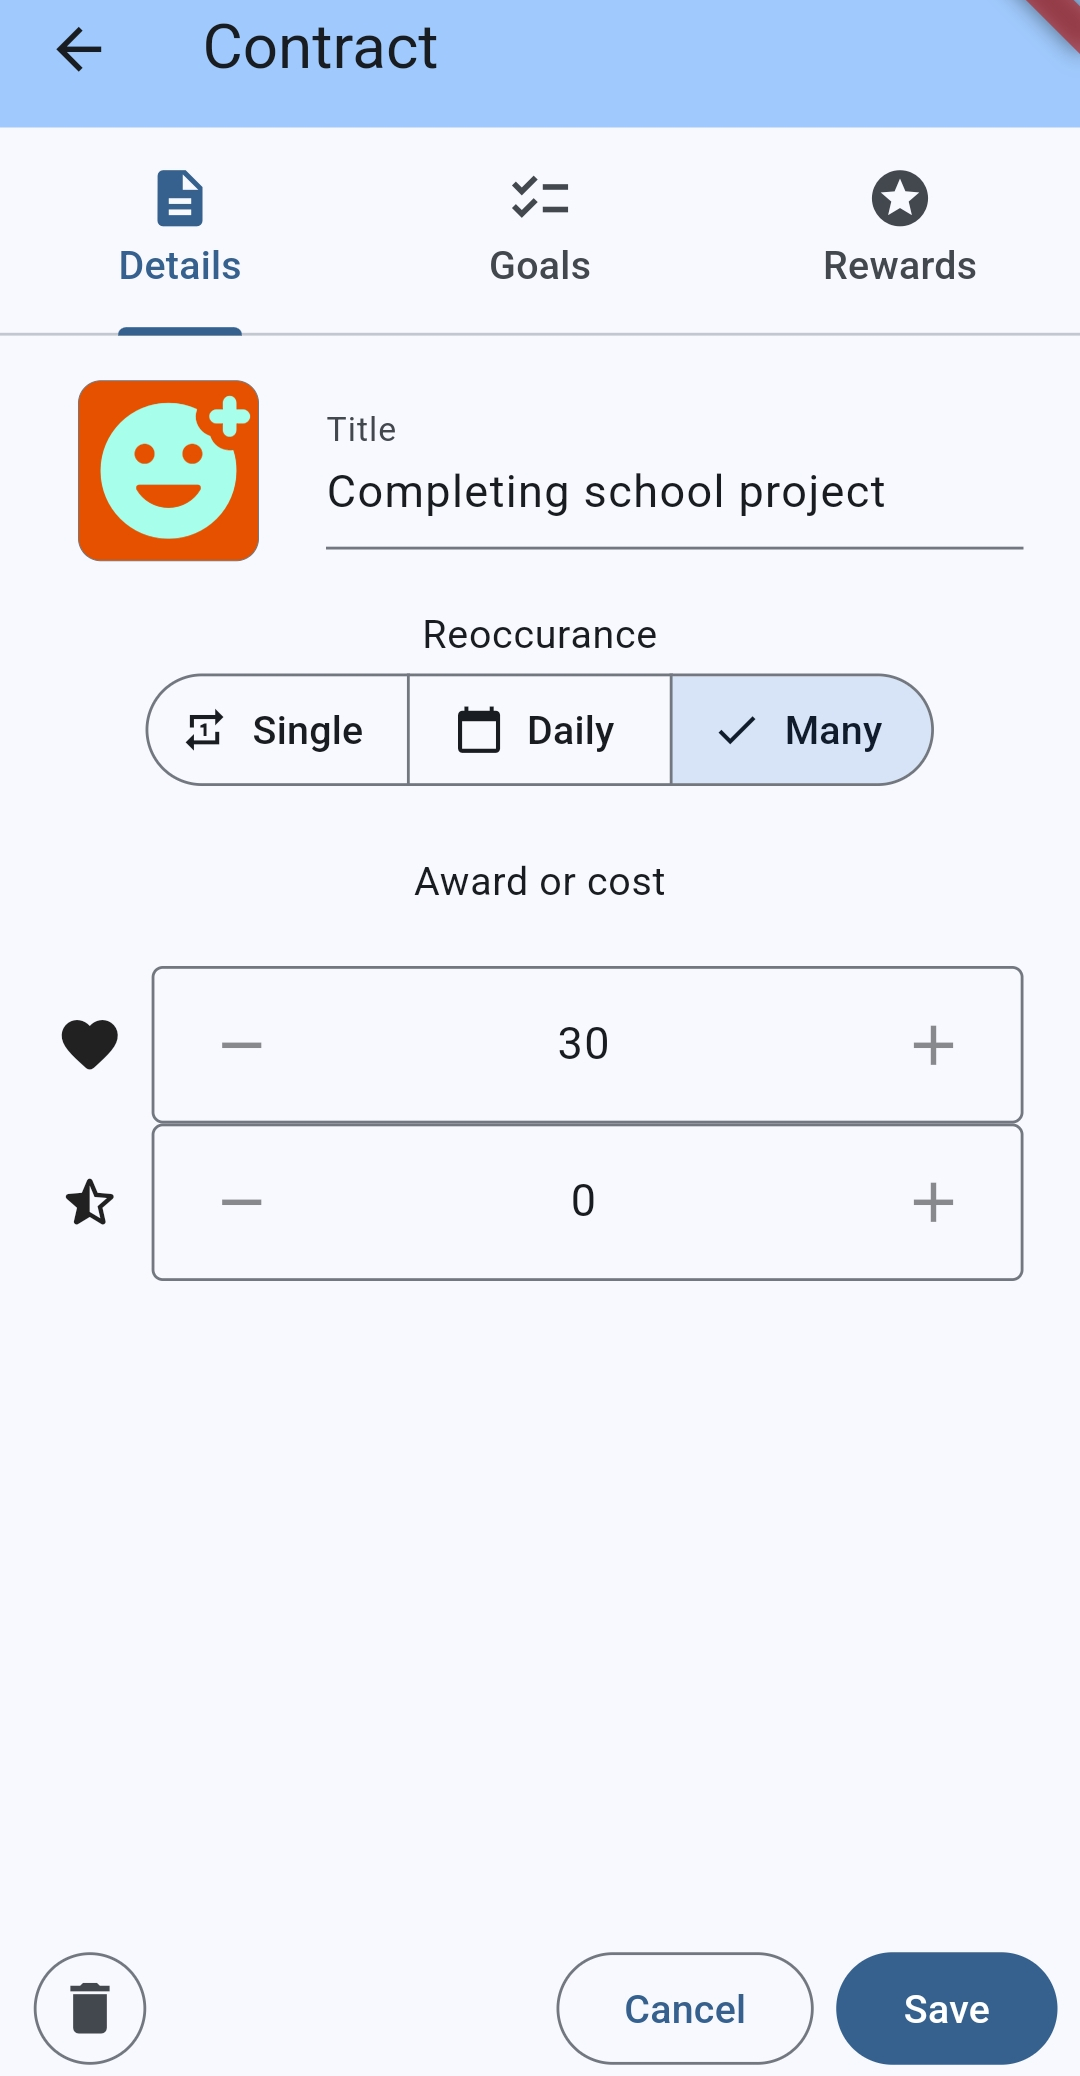 Contract
Details
Goals
Rewards
Title
Completing school project
Reoccurance
Single
Daily
Many
Award or cost
30
0
Cancel
Save